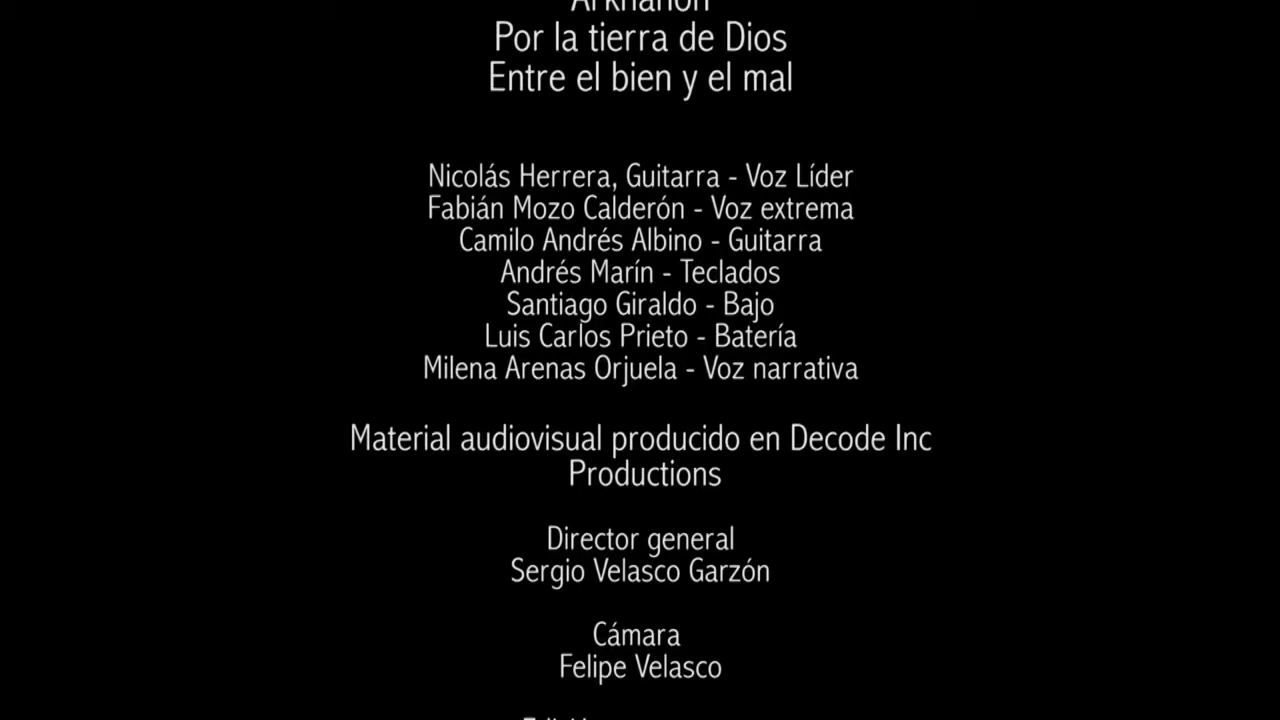 Por la tierra de Dios
Entre el bien y el mal
Nicolás Herrera, Guitarra - Voz Líder
Fabián Mozo Calderón - Voz extrema
Camilo Andrés Albino - Guitarra
Andrés Marín - Teclados
Santiago Giraldo - Bajo
Luis Carlos Prieto - Batería
Milena Arenas Orjuela - Voz narrativa
Material audiovisual producido en Decode Inc
Productions
Director general
Sergio Velasco Garzón
Cámara
Felipe Velasco